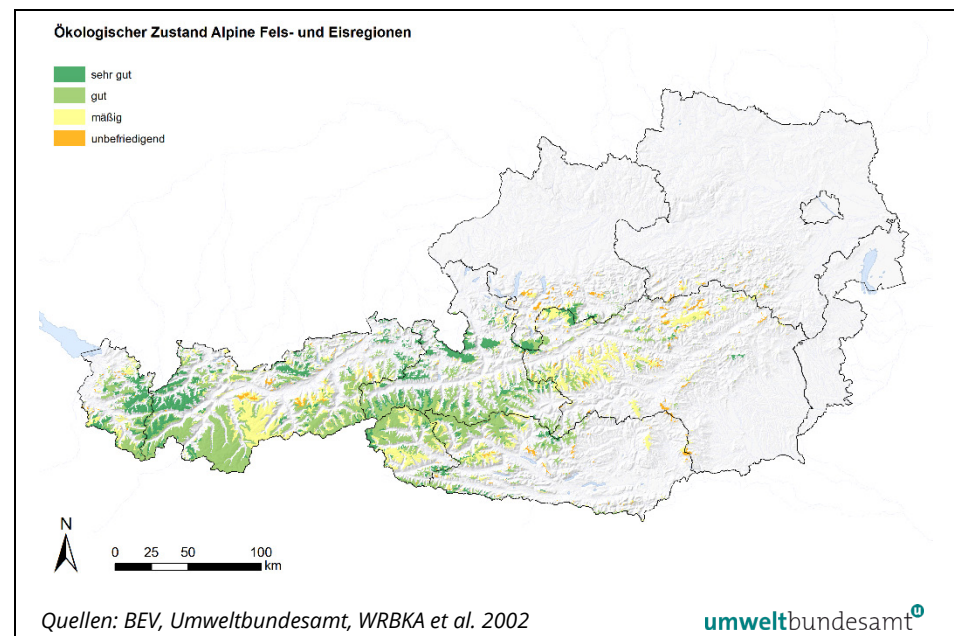 Ökologischer Zustand Alpine Fels- und Eisregionen
sehr gut
gut
mäßig
unbefriedigend
N
0 25 50 100
km
Quellen: BEV, Umweltbundesamt, WRBKA et al. 2002
umweltbundesamt u